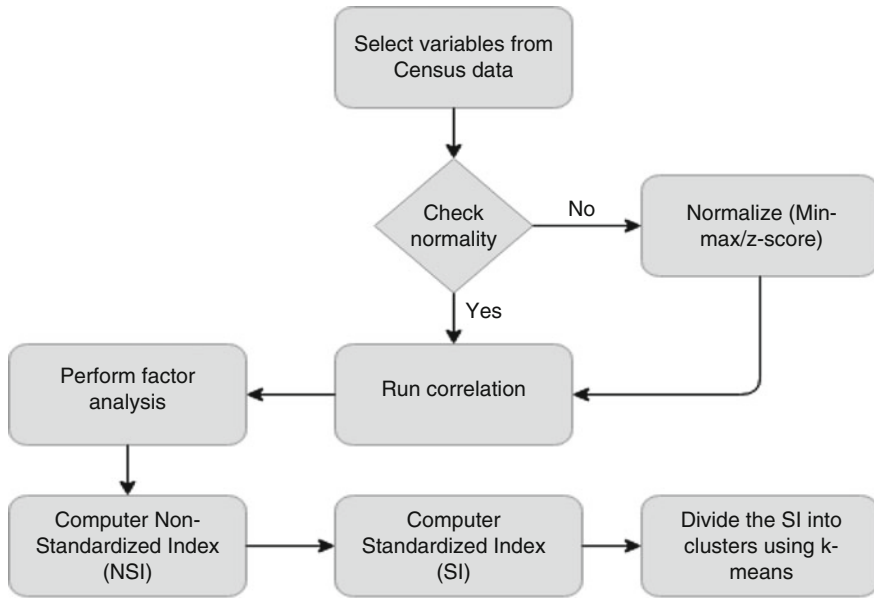 Select variables from
Census data
Check
normality
No
Normalize (Min-
max/z-score)
Yes
Perform factor
analysis
Run correlation
Computer Non-
Standardized Index
(NSI)
Computer
Standardized Index
(SI)
Divide the SI into
clusters using k-
means